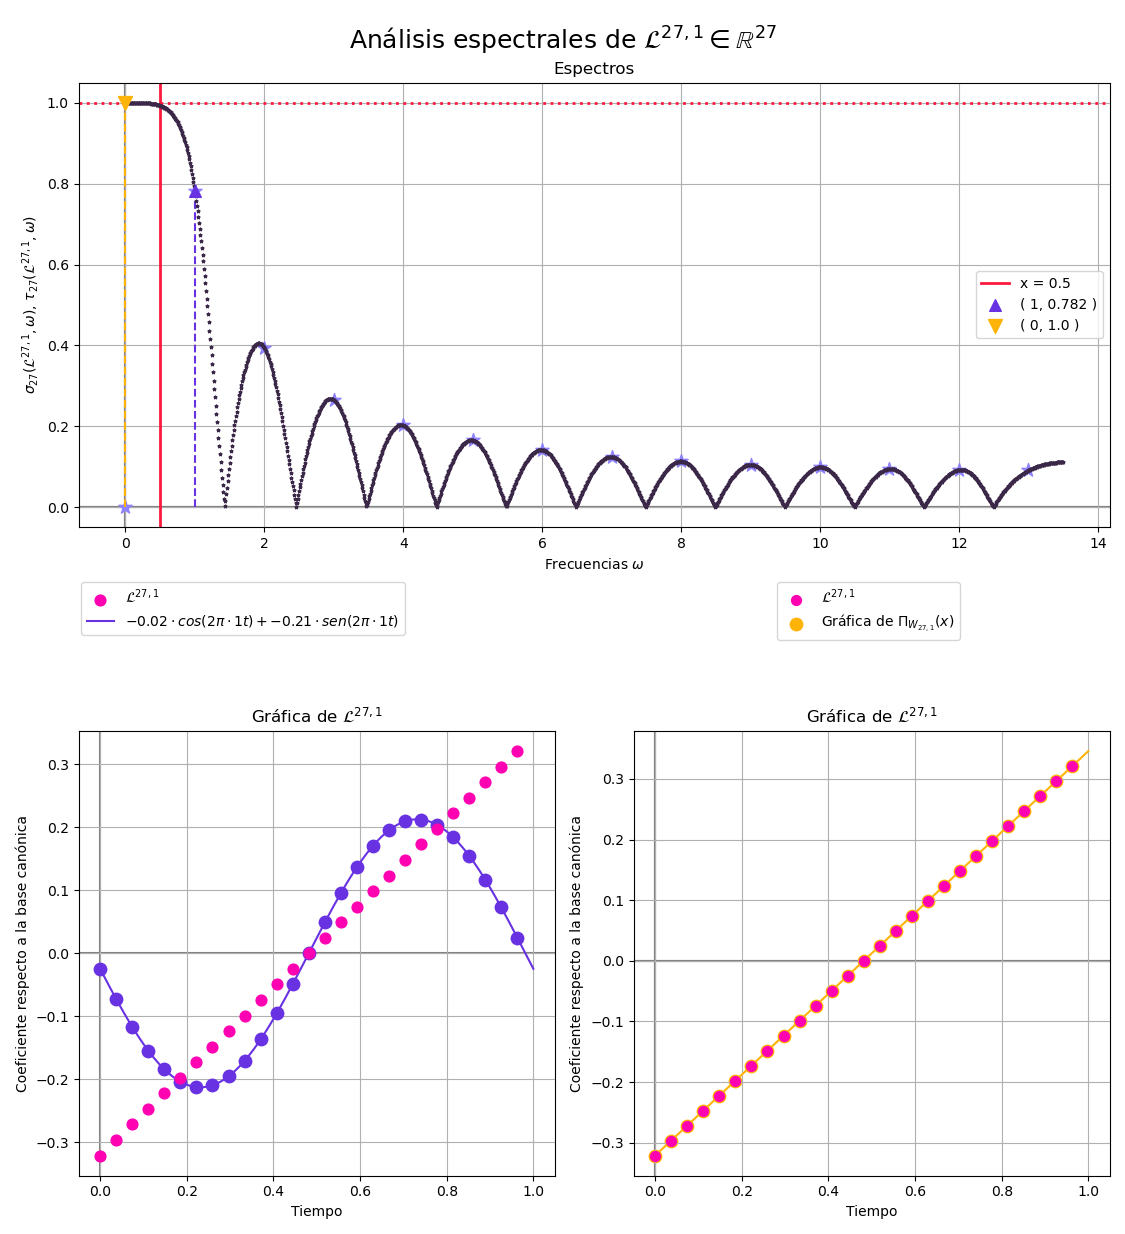 Análisis espectrales de 𝓛^{27,1} ∈ ℝ^{27}
Espectros
1.0
0.8
0.6
0.4
0.2
0.0
σ_{27}(𝓛^{27,1}, ω), τ_{27}(𝓛^{27,1}, ω)
x = 0.5
( 1, 0.782 )
( 0, 1.0 )
0 2 4 6 8 10 12 14
Frecuencias ω
𝓛^{27,1}
−0.02 · cos(2π · 1t) + −0.21 · sen(2π · 1t)
𝓛^{27,1}
Gráfica de Π_{W_{27,1}}(x)
Gráfica de 𝓛^{27,1}
0.3
0.2
0.1
0.0
−0.1
−0.2
−0.3
Coeficiente respecto a la base canónica
0.0 0.2 0.4 0.6 0.8 1.0
Tiempo
Gráfica de 𝓛^{27,1}
0.3
0.2
0.1
0.0
−0.1
−0.2
−0.3
Coeficiente respecto a la base canónica
0.0 0.2 0.4 0.6 0.8 1.0
Tiempo